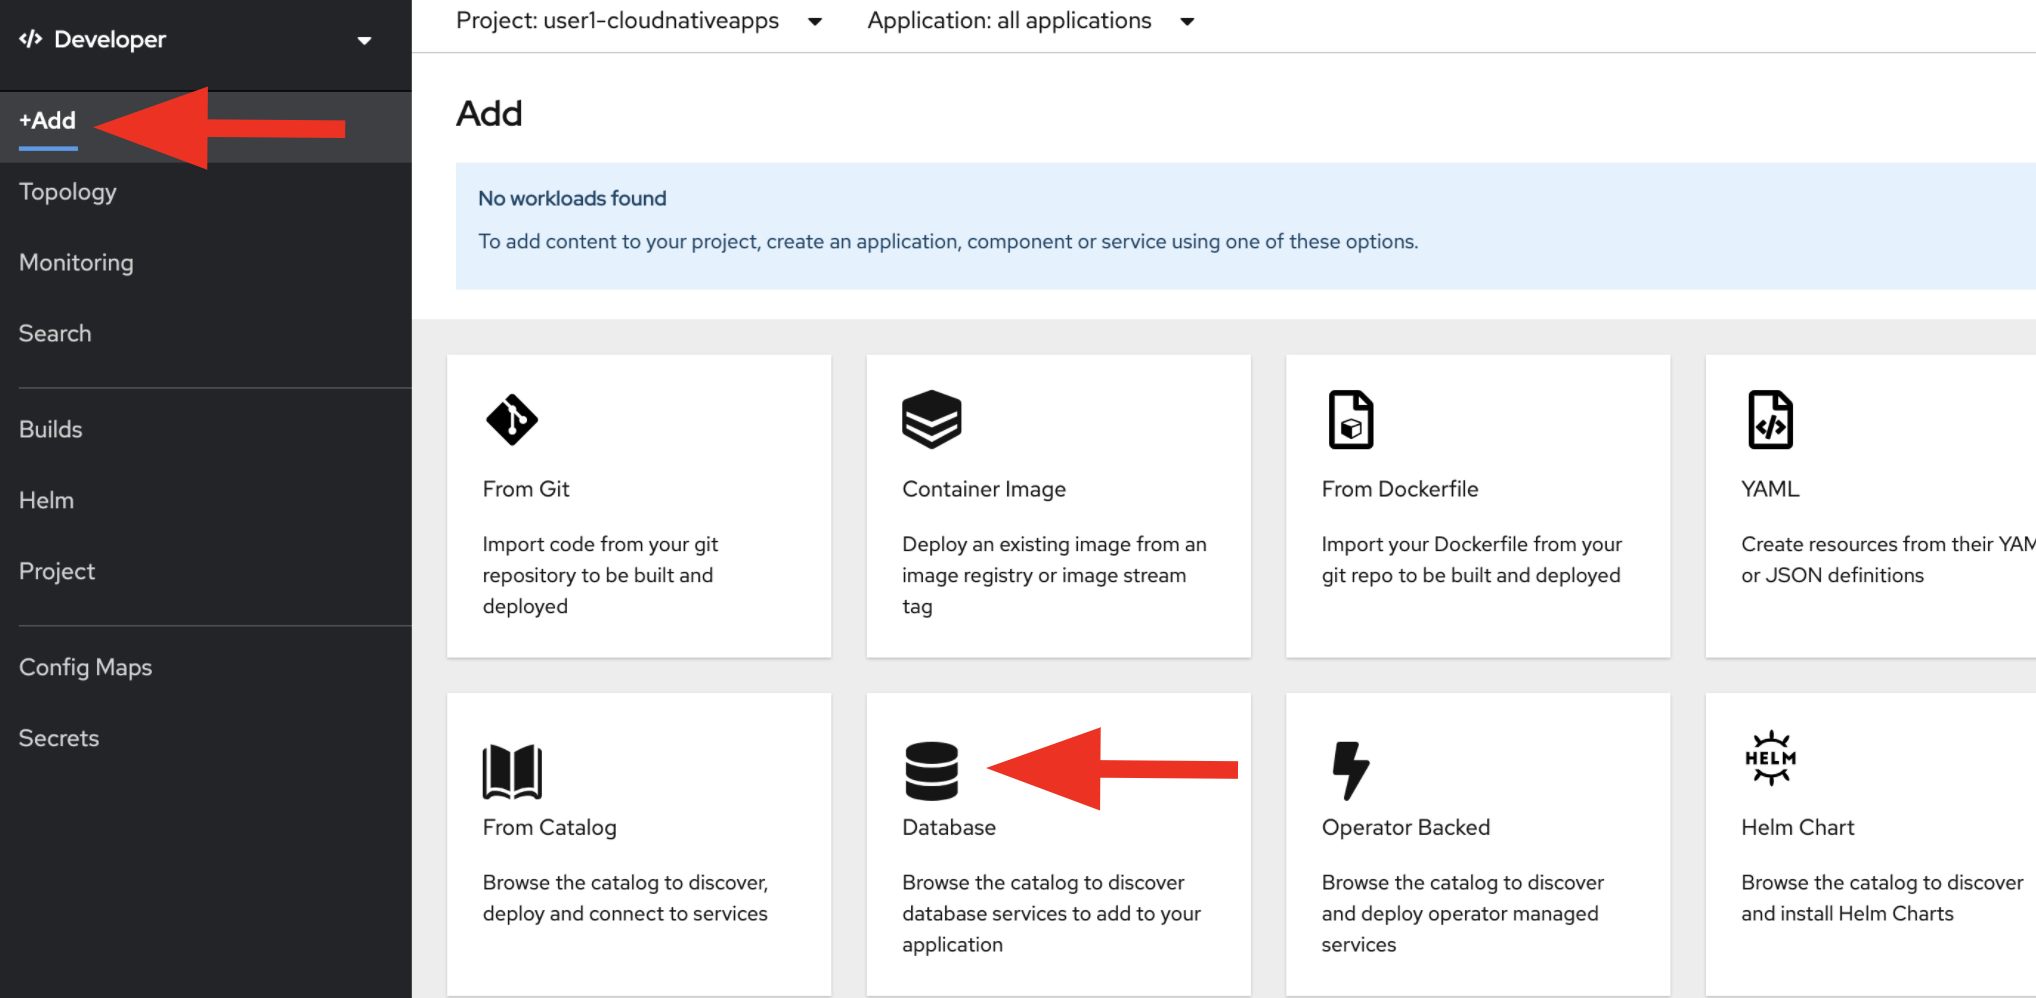 Developer
Project: user1-cloudnativeapps
Application: all applications
+Add
Topology
Monitoring
Search
Builds
Helm
Project
Config Maps
Secrets
Add
No workloads found
To add content to your project, create an application, component or service using one of these options.
From Git
Import code from your git
repository to be built and
deployed
Container Image
Deploy an existing image from an
image registry or image stream
tag
From Dockerfile
Import your Dockerfile from your
git repo to be built and deployed
YAML
Create resources from their YAM
or JSON definitions
From Catalog
Browse the catalog to discover,
deploy and connect to services
Database
Browse the catalog to discover
database services to add to your
application
Operator Backed
Browse the catalog to discover
and deploy operator managed
services
HELM
Helm Chart
Browse the catalog to discover
and install Helm Charts